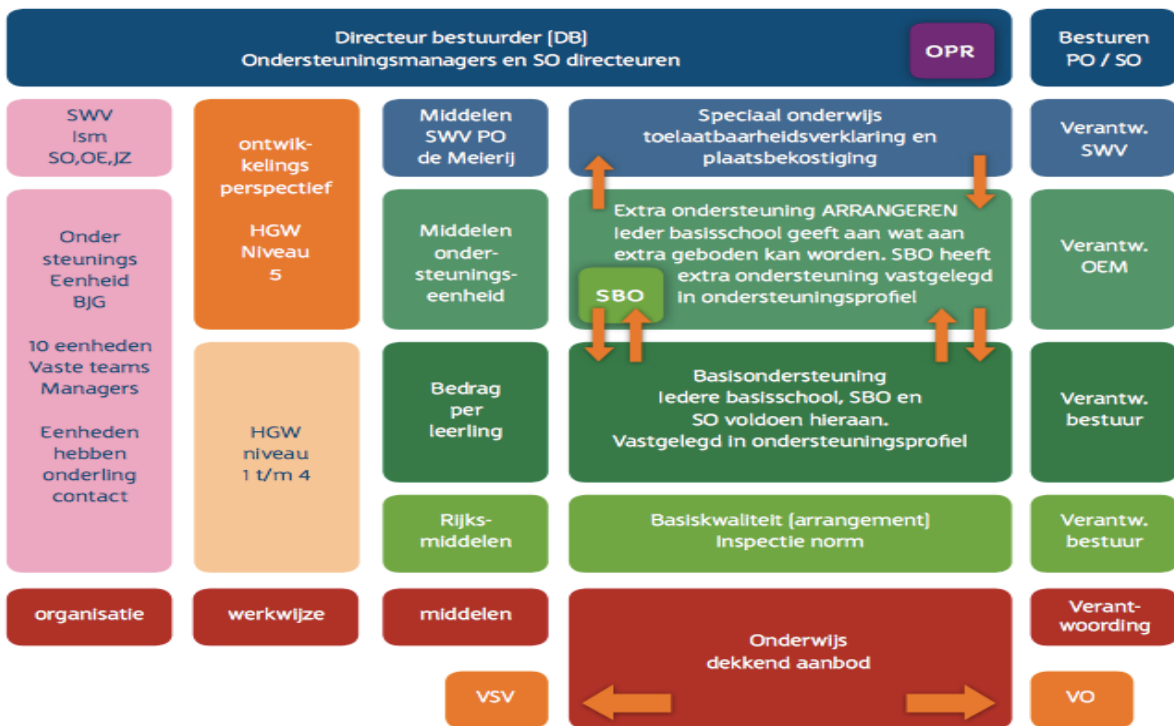 Directeur bestuurder (DB)
Ondersteuningsmanagers en SO directeuren
OPR
Besturen
PO / SO
SWV
Ism
SO,OE,JZ
ontwik-
kelings
perspectief
HGW
Niveau
5
Middelen
SWV PO
de Meierij
Speciaal onderwijs
toelaatbaarheidsverklaring en
plaatsbekostiging
Verantw.
SWV
Onder
steunings
Eenheid
BJG
10 eenheden
Vaste teams
Managers
Eenheden
hebben
onderling
contact
Middelen
onder-
steunings-
eenheid
Extra ondersteuning ARRANGEREN
Ieder basisschool geeft aan wat aan
extra geboden kan worden. SBO heeft
extra ondersteuning vastgelegd
in ondersteuningsprofiel
SBO
Verantw.
OEM
HGW
niveau
1 t/m 4
Bedrag
per
leerling
Basisondersteuning
Iedere basisschool, SBO en
SO voldoen hieraan.
Vastgelegd in ondersteuningsprofiel
Verantw.
bestuur
Rijks-
middelen
Basiskwaliteit (arrangement)
Inspectie norm
Verantw.
bestuur
organisatie
werkwijze
middelen
Onderwijs
dekkend aanbod
Verant-
woording
VSV
VO